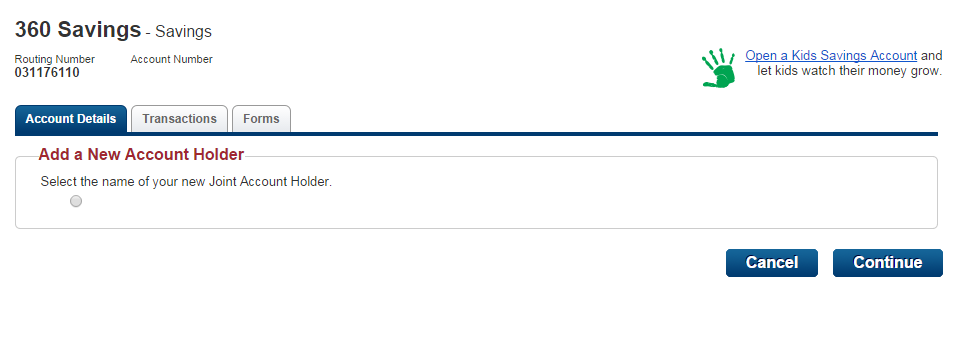 360 Savings - Savings
Routing Number Account Number
031176110
Open a Kids Savings Account and
let kids watch their money grow.
Account Details Transactions Forms
Add a New Account Holder
Select the name of your new Joint Account Holder.
Cancel Continue